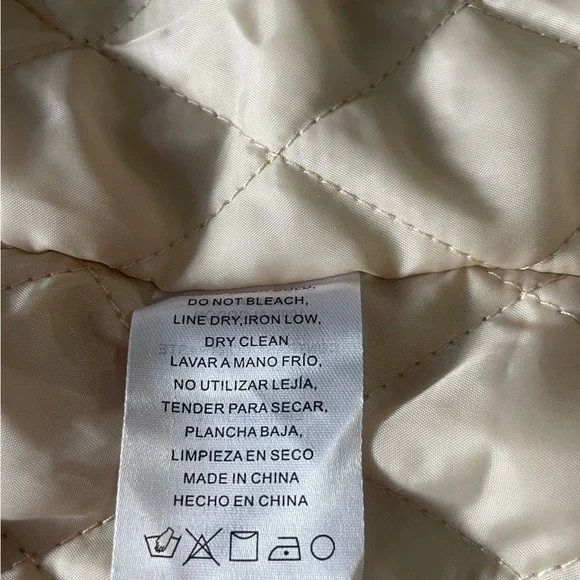 DO NOT BLEACH,
LINE DRY,IRON LOW,
DRY CLEAN
LAVAR A MANO FRÍO,
NO UTILIZAR LEJÍA,
TENDER PARA SECAR,
PLANCHA BAJA,
LIMPIEZA EN SECO
MADE IN CHINA
HECHO EN CHINA